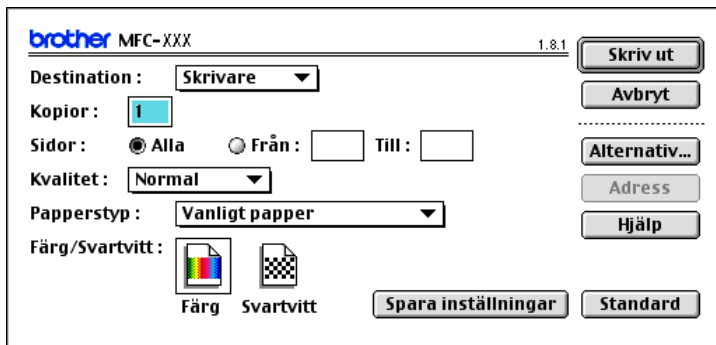 brother MFC-XXX 1.8.1
Skriv ut
Destination : Skrivare
Avbryt
Kopior : 1
Sidor : Alla Från : Till :
Alternativ...
Kvalitet : Normal
Adress
Papperstyp : Vanligt papper
Hjälp
Färg/Svartvitt :
Färg Svartvitt
Spara inställningar Standard